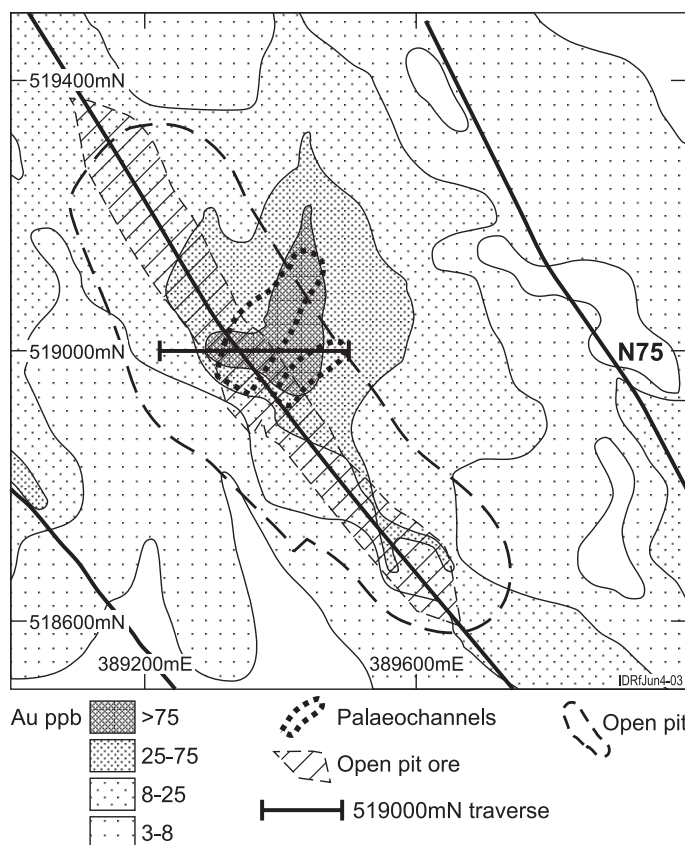 519400mN
519000mN
N75
518600mN
389200mE
389600mE
IDRfJun4-03
Au ppb
>75
25-75
8-25
3-8
Palaeochannels
Open pit ore
519000mN traverse
Open pit